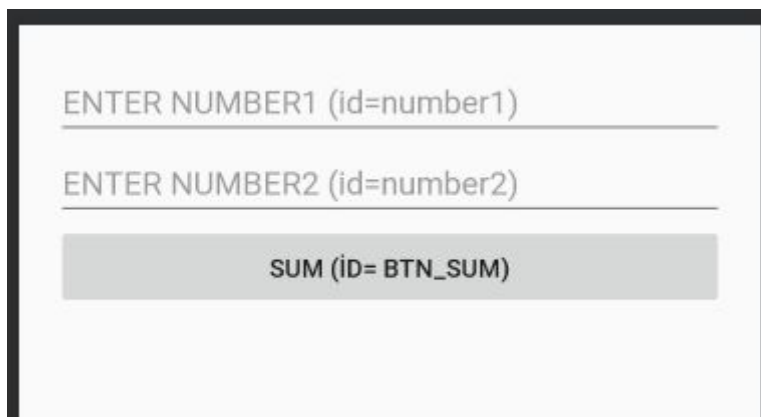 ENTER NUMBER1 (id=number1)
ENTER NUMBER2 (id=number2)
SUM (İD= BTN_SUM)